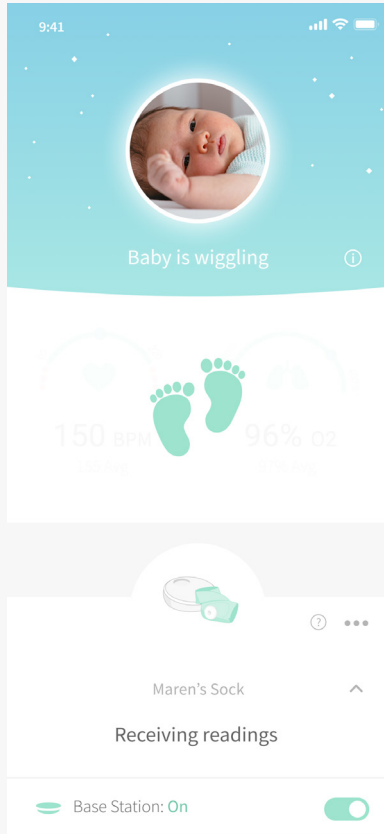 9:41
Baby is wiggling
150 BPM
96% O2
Maren's Sock
Receiving readings
Base Station: On